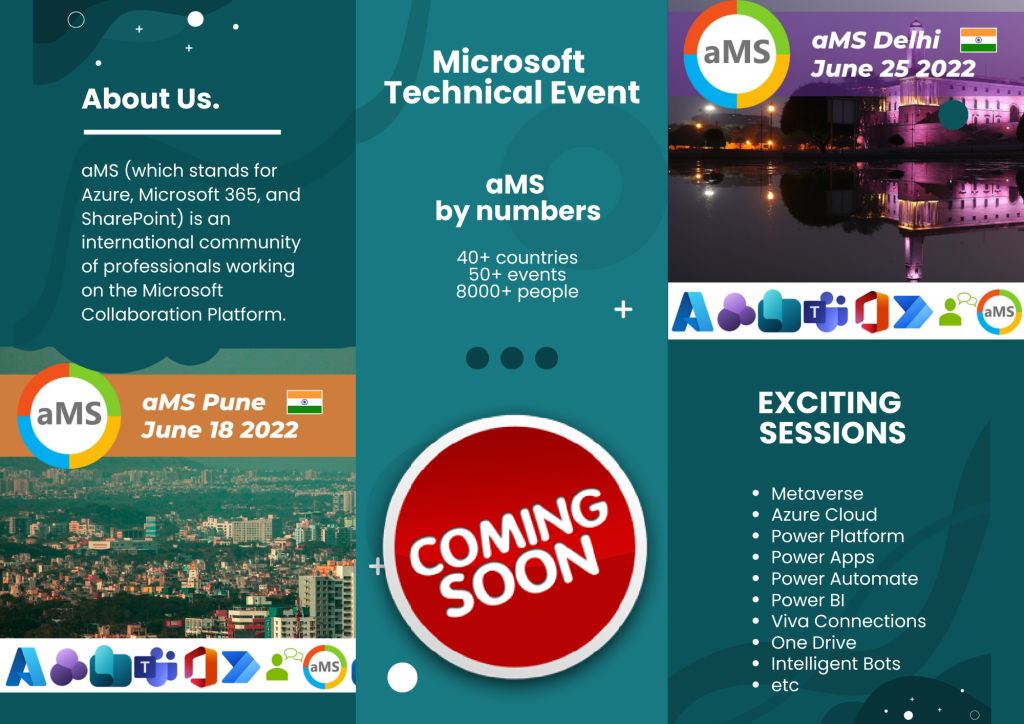 About Us.
aMS (which stands for
Azure, Microsoft 365, and
SharePoint) is an
international community
of professionals working
on the Microsoft
Collaboration Platform.
aMS
aMS Pune
June 18 2022
T
aMS
Microsoft
Technical Event
aMS
by numbers
40+ countries
50+ events
8000+ people
COMING
SOON
aMS
aMS Delhi
June 25 2022
T
aMS
EXCITING
SESSIONS
• Metaverse
• Azure Cloud
• Power Platform
• Power Apps
• Power Automate
• Power BI
• Viva Connections
• One Drive
• Intelligent Bots
• etc